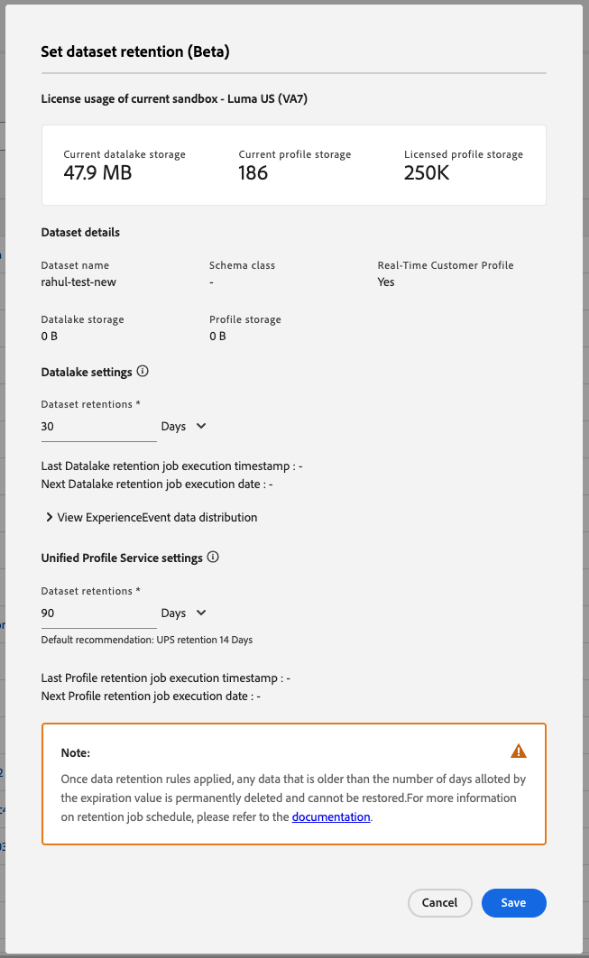 Set dataset retention (Beta)
License usage of current sandbox - Luma US (VA7)
Current datalake storage
47.9 MB
Current profile storage
186
Licensed profile storage
250K
Dataset details
Dataset name
rahul-test-new
Schema class
-
Real-Time Customer Profile
Yes
Datalake storage
0 B
Profile storage
0 B
Datalake settings
Dataset retentions *
30 Days
Last Datalake retention job execution timestamp : -
Next Datalake retention job execution date : -
View ExperienceEvent data distribution
Unified Profile Service settings
Dataset retentions *
90 Days
Default recommendation: UPS retention 14 Days
Last Profile retention job execution timestamp : -
Next Profile retention job execution date : -
Note:
Once data retention rules applied, any data that is older than the number of days alloted by
the expiration value is permanently deleted and cannot be restored.For more information
on retention job schedule, please refer to the documentation.
Cancel Save